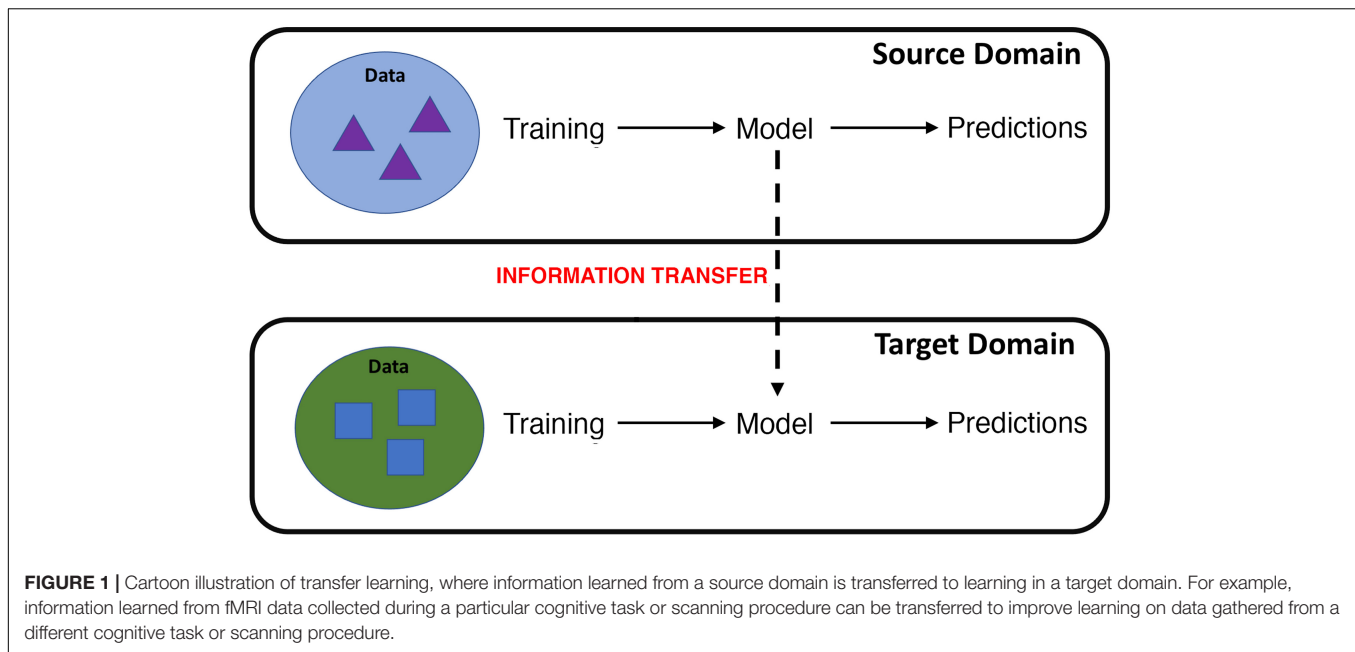 Source Domain
Data
Training
Model
Predictions
INFORMATION TRANSFER
Target Domain
Data
Training
Model
Predictions
FIGURE 1 | Cartoon illustration of transfer learning, where information learned from a source domain is transferred to learning in a target domain. For example,
information learned from fMRI data collected during a particular cognitive task or scanning procedure can be transferred to improve learning on data gathered from a
different cognitive task or scanning procedure.